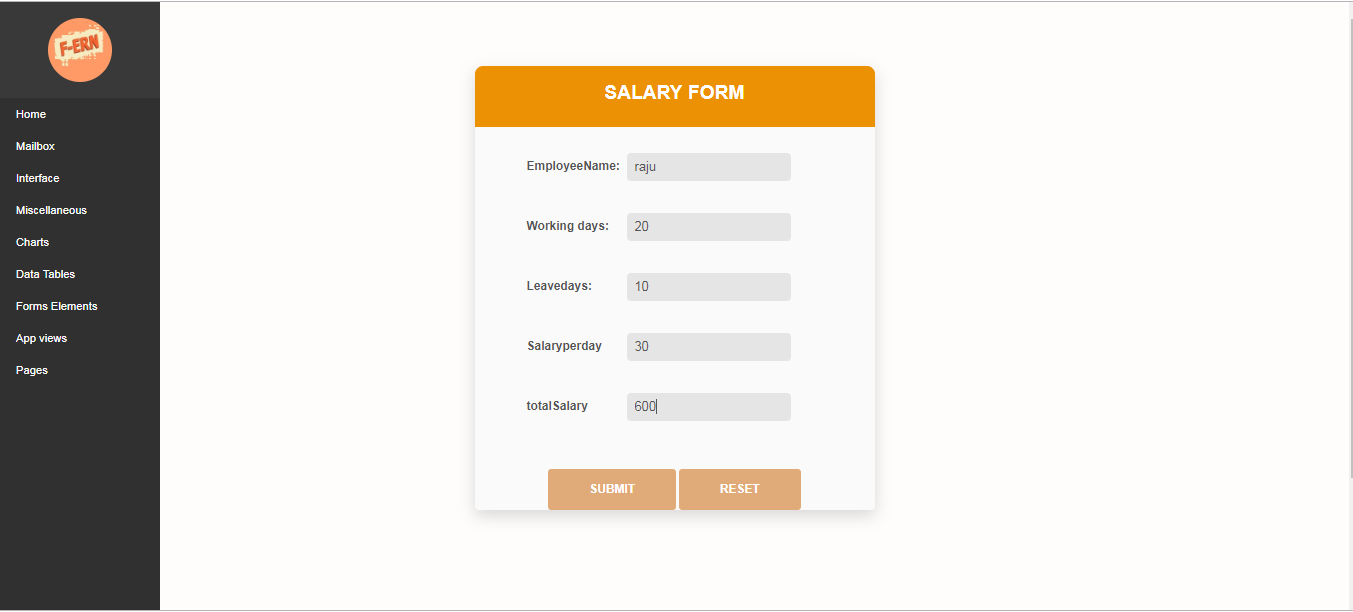 F-ERN
Home
Mailbox
Interface
Miscellaneous
Charts
Data Tables
Forms Elements
App views
Pages
SALARY FORM
EmployeeName: raju
Working days: 20
Leavedays: 10
Salaryperday 30
totalSalary 600
SUBMIT RESET